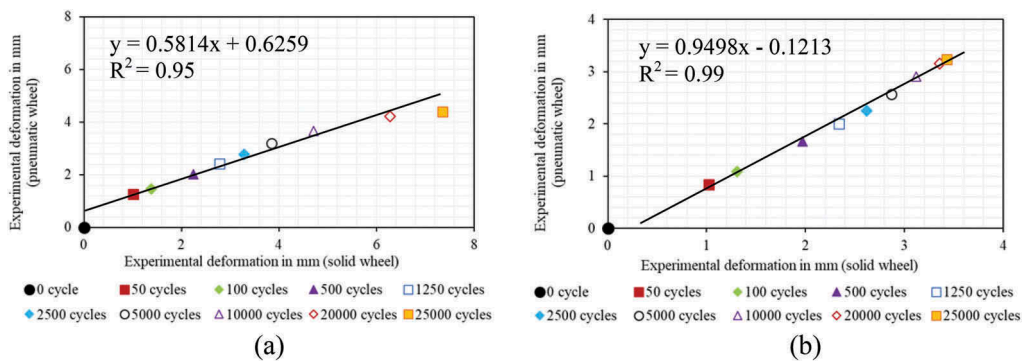 8
6
4
2
0
0
2
4
6
8
y = 0.5814x + 0.6259
R² = 0.95
Experimental deformation in mm
(pneumatic wheel)
Experimental deformation in mm (solid wheel)
0 cycle
50 cycles
100 cycles
500 cycles
1250 cycles
2500 cycles
5000 cycles
10000 cycles
20000 cycles
25000 cycles
(a)
4
3
2
1
0
0
1
2
3
4
y = 0.9498x - 0.1213
R² = 0.99
Experimental deformation in mm
(pneumatic wheel)
Experimental deformation in mm (solid wheel)
0 cycle
50 cycles
100 cycles
500 cycles
1250 cycles
2500 cycles
5000 cycles
10000 cycles
20000 cycles
25000 cycles
(b)